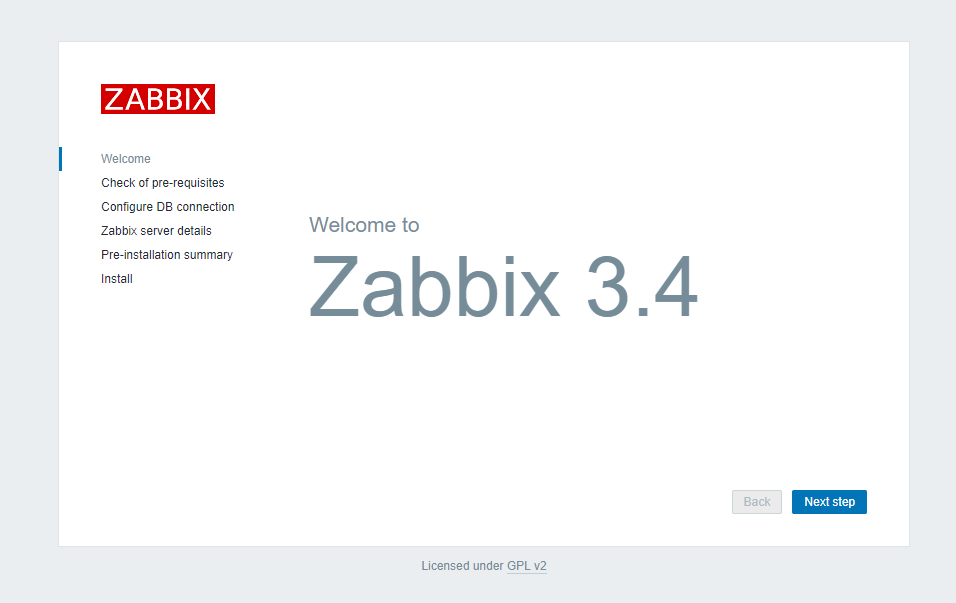 ZABBIX
Welcome
Check of pre-requisites
Configure DB connection
Zabbix server details
Pre-installation summary
Install
Welcome to
Zabbix 3.4
Back
Next step
Licensed under GPL v2